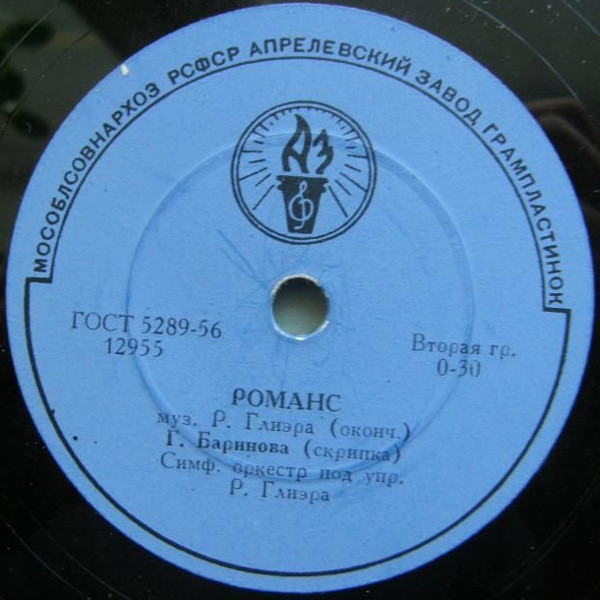 МОСОБЛСОВНАРХОЗ РСФСР АПРЕЛЕВСКИЙ ЗАВОД ГРАМПЛАСТИНОК
АЗ
ГОСТ 5289-56
12955
Вторая гр.
0-30
РОМАНС
муз. Р. Глиэра (оконч.)
Г. Баринова (скрипка)
Симф. оркестр под упр.
Р. Глиэра